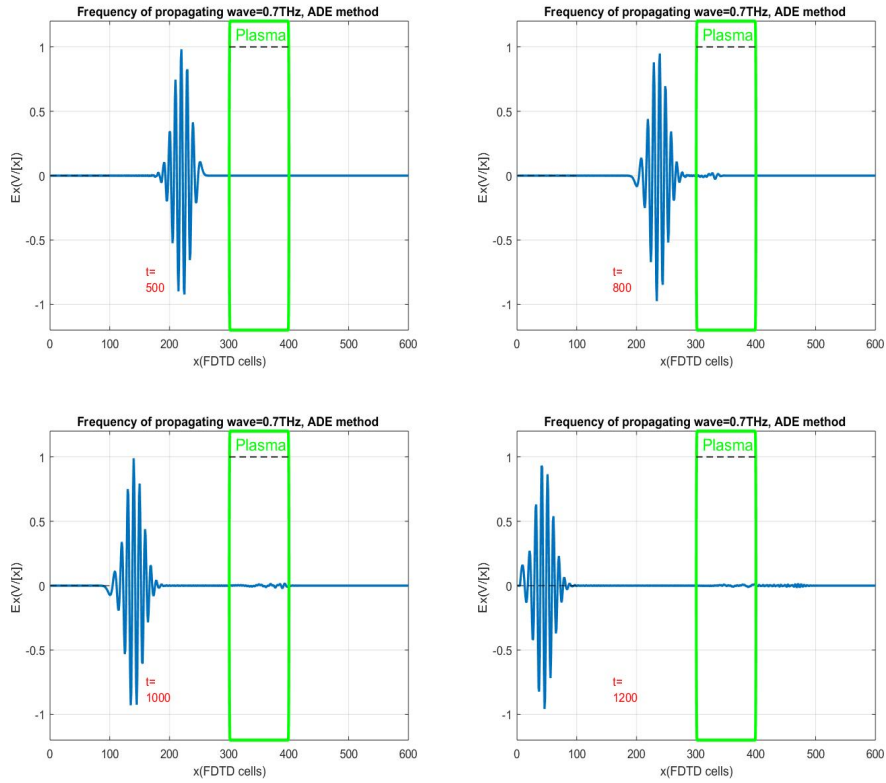 Frequency of propagating wave=0.7THz, ADE method
Plasma
1
0.5
0
-0.5
-1
Ex(V/[x])
t=
500
0 100 200 300 400 500 600
x(FDTD cells)
Frequency of propagating wave=0.7THz, ADE method
Plasma
1
0.5
0
-0.5
-1
Ex(V/[x])
t=
800
0 100 200 300 400 500 600
x(FDTD cells)
Frequency of propagating wave=0.7THz, ADE method
Plasma
1
0.5
0
-0.5
-1
Ex(V/[x])
t=
1000
0 100 200 300 400 500 600
x(FDTD cells)
Frequency of propagating wave=0.7THz, ADE method
Plasma
1
0.5
0
-0.5
-1
Ex(V/[x])
t=
1200
0 100 200 300 400 500 600
x(FDTD cells)